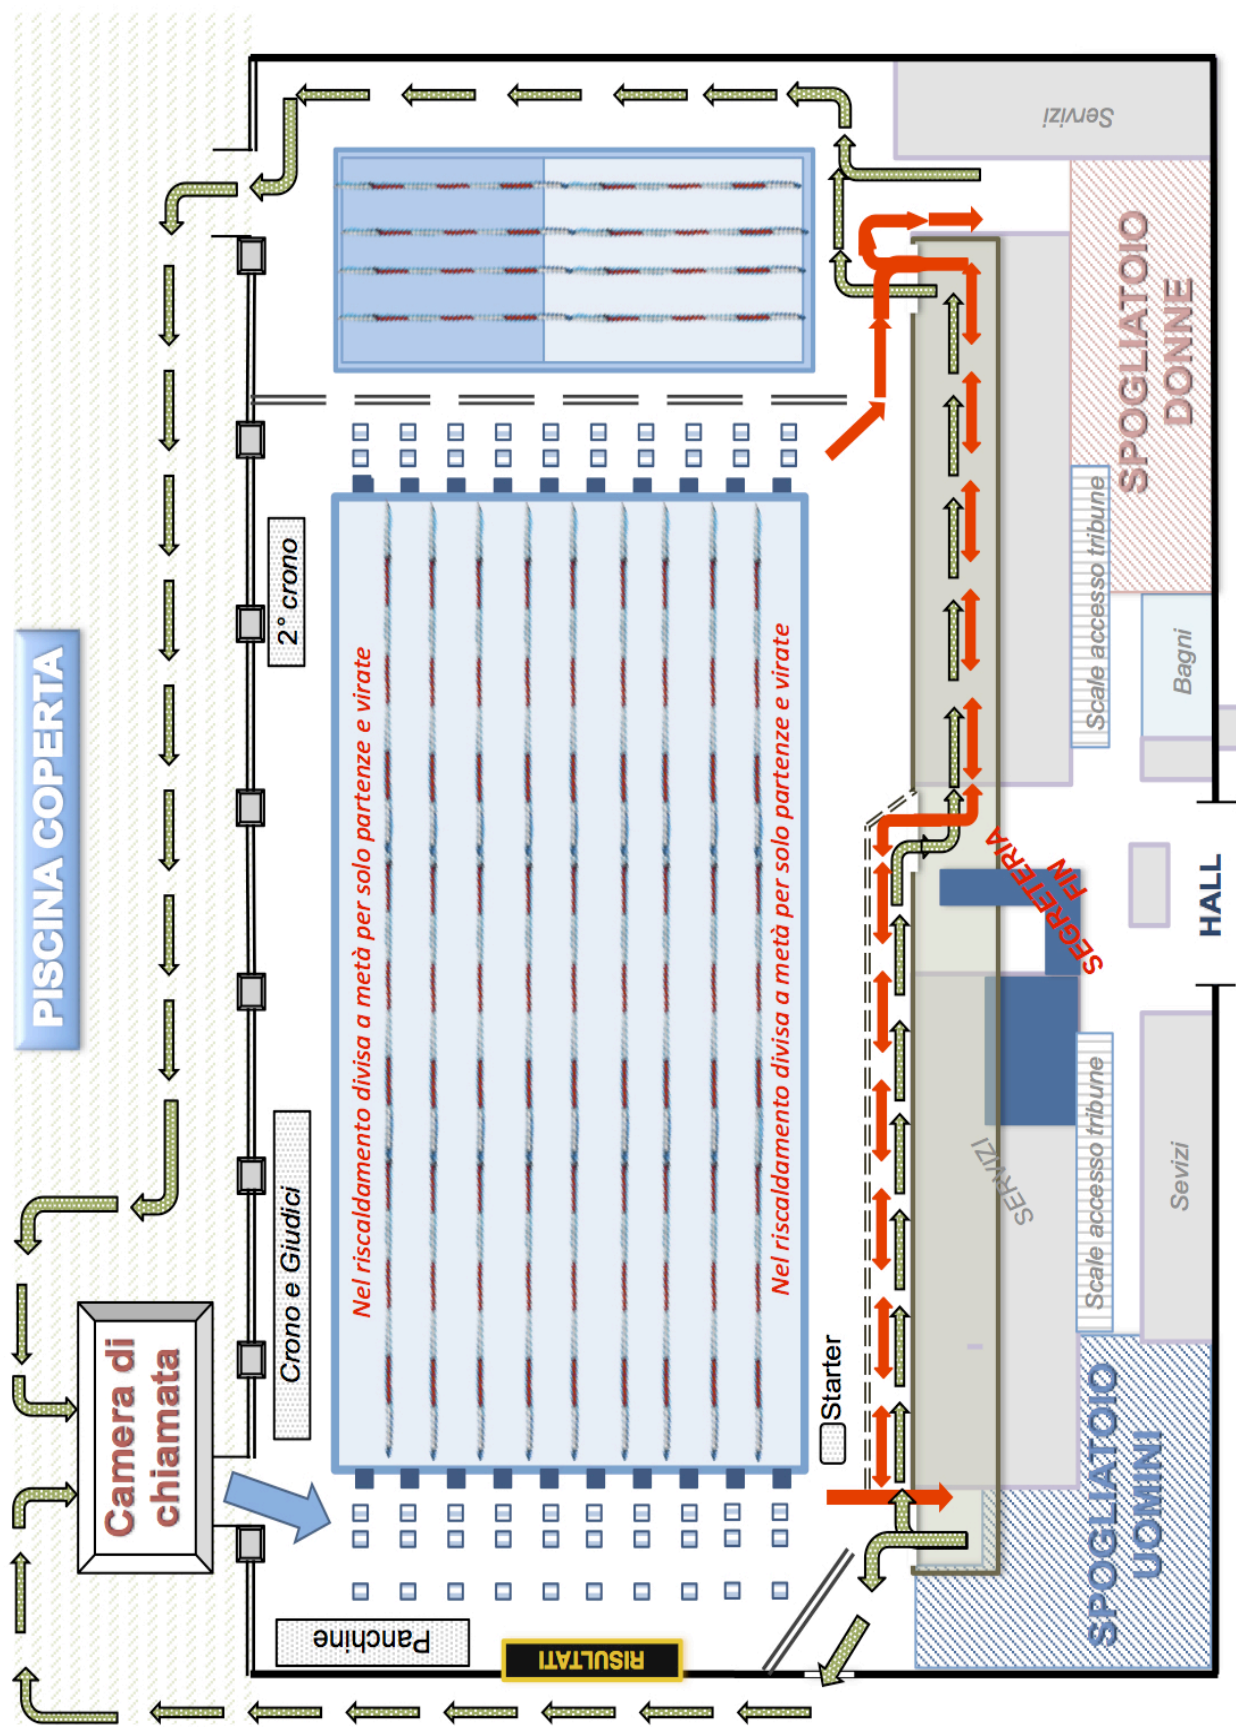 PISCINA COPERTA
Camera di
chiamata
2° crono
Crono e Giudici
Panchine
RISULTATI
Nel riscaldamento divisa a metà per solo partenze e virate
Nel riscaldamento divisa a metà per solo partenze e virate
Starter
Servizi
SPOGLIATOIO
DONNE
Scale accesso tribune
Bagni
SEGRETERIA
FIN
HALL
SERVIZI
Scale accesso tribune
Sevizi
SPOGLIATOIO
UOMINI